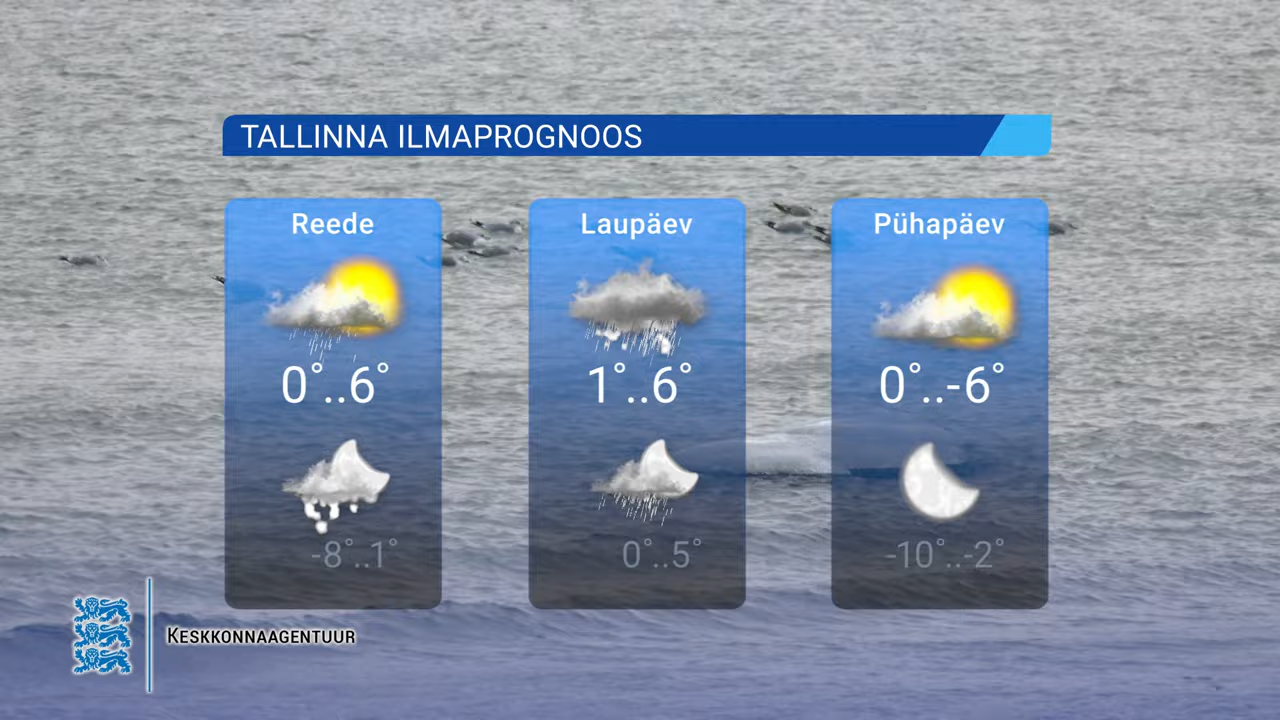 TALLINNA ILMAPROGNOOS
Reede
0°..6°
-8°..1°
Laupäev
1°..6°
0°..5°
Pühapäev
0°..-6°
-10°..-2°
KESKKONNAAGENTUUR